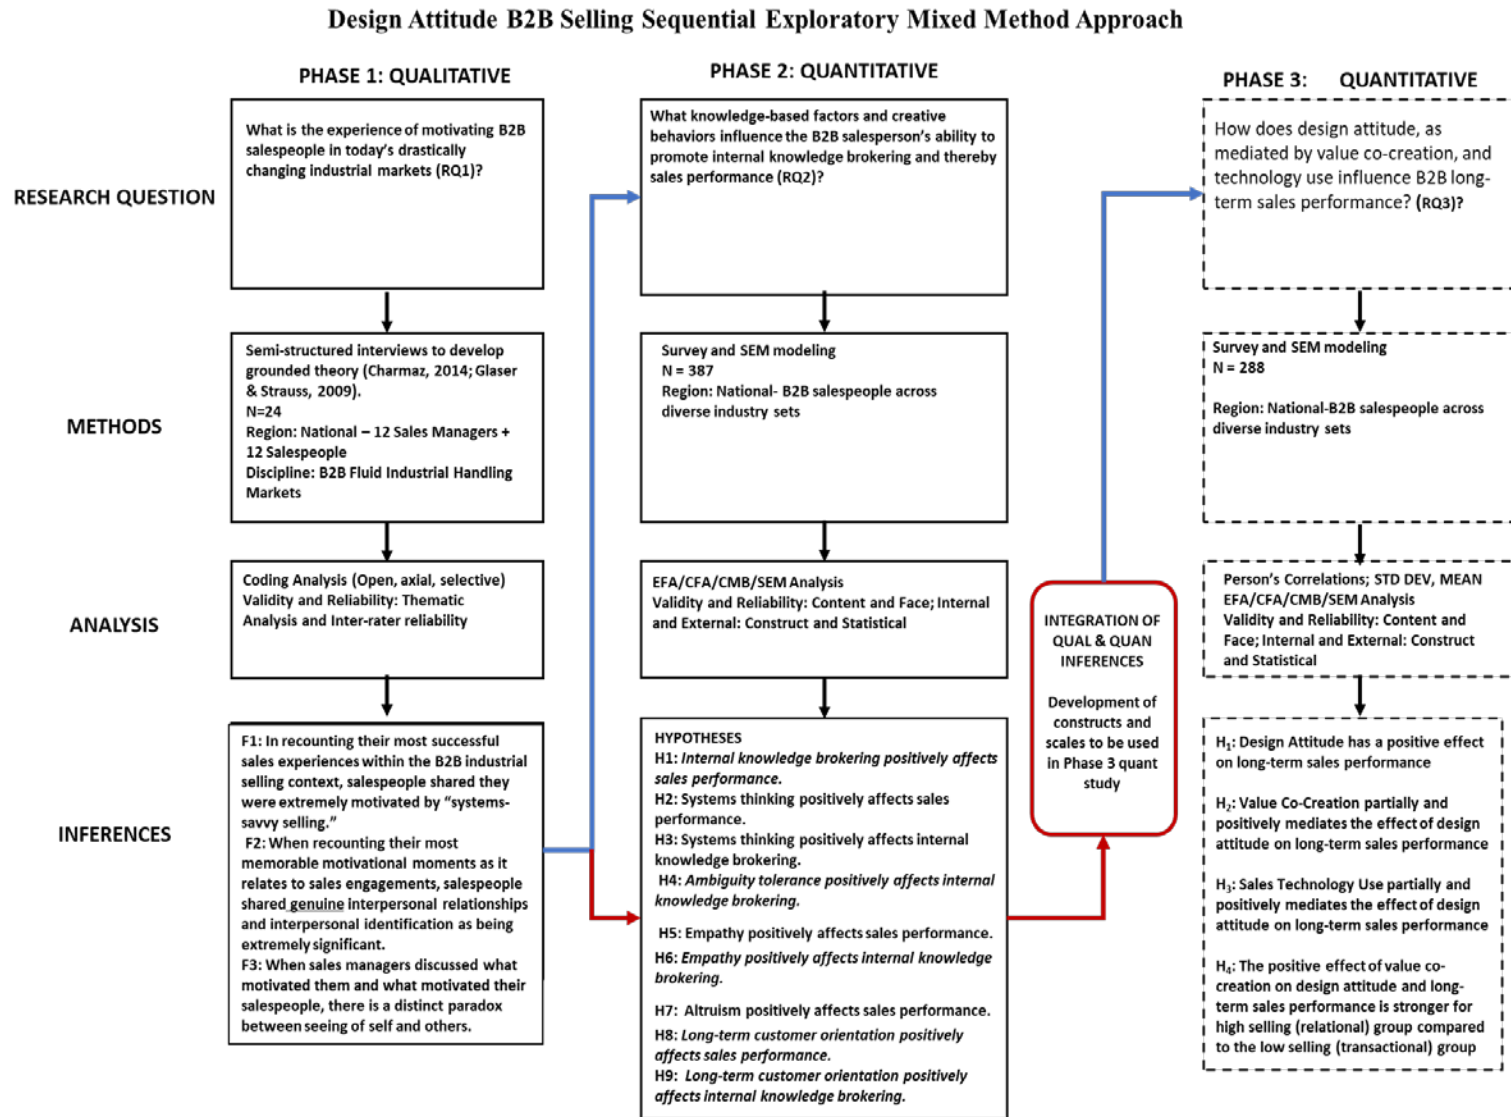 Design Attitude B2B Selling Sequential Exploratory Mixed Method Approach
PHASE 1: QUALITATIVE
PHASE 2: QUANTITATIVE
PHASE 3: QUANTITATIVE
RESEARCH QUESTION
What is the experience of motivating B2B
salespeople in today's drastically
changing industrial markets (RQ1)?
What knowledge-based factors and creative
behaviors influence the B2B salesperson's ability to
promote internal knowledge brokering and thereby
sales performance (RQ2)?
How does design attitude, as
mediated by value co-creation, and
technology use influence B2B long-
term sales performance? (RQ3)?
METHODS
Semi-structured interviews to develop
grounded theory (Charmaz, 2014; Glaser
& Strauss, 2009).
N=24
Region: National – 12 Sales Managers +
12 Salespeople
Discipline: B2B Fluid Industrial Handling
Markets
Survey and SEM modeling
N = 387
Region: National- B2B salespeople across
diverse industry sets
Survey and SEM modeling
N = 288
Region: National-B2B salespeople across
diverse industry sets
ANALYSIS
Coding Analysis (Open, axial, selective)
Validity and Reliability: Thematic
Analysis and Inter-rater reliability
EFA/CFA/CMB/SEM Analysis
Validity and Reliability: Content and Face; Internal
and External: Construct and Statistical
INTEGRATION OF
QUAL & QUAN
INFERENCES
Development of
constructs and
scales to be used
in Phase 3 quant
study
Person's Correlations; STD DEV, MEAN
EFA/CFA/CMB/SEM Analysis
Validity and Reliability: Content and
Face; Internal and External: Construct
and Statistical
INFERENCES
F1: In recounting their most successful
sales experiences within the B2B industrial
selling context, salespeople shared they
were extremely motivated by "systems-
savvy selling."
F2: When recounting their most
memorable motivational moments as it
relates to sales engagements, salespeople
shared genuine interpersonal relationships
and interpersonal identification as being
extremely significant.
F3: When sales managers discussed what
motivated them and what motivated their
salespeople, there is a distinct paradox
between seeing of self and others.
HYPOTHESES
H1: Internal knowledge brokering positively affects
sales performance.
H2: Systems thinking positively affects sales
performance.
H3: Systems thinking positively affects internal
knowledge brokering.
H4: Ambiguity tolerance positively affects internal
knowledge brokering.
H5: Empathy positively affects sales performance.
H6: Empathy positively affects internal knowledge
brokering.
H7: Altruism positively affects sales performance.
H8: Long-term customer orientation positively
affects sales performance.
H9: Long-term customer orientation positively
affects internal knowledge brokering.
H1: Design Attitude has a positive effect
on long-term sales performance
H2: Value Co-Creation partially and
positively mediates the effect of design
attitude on long-term sales performance
H3: Sales Technology Use partially and
positively mediates the effect of design
attitude on long-term sales performance
H4: The positive effect of value co-
creation on design attitude and long-
term sales performance is stronger for
high selling (relational) group compared
to the low selling (transactional) group